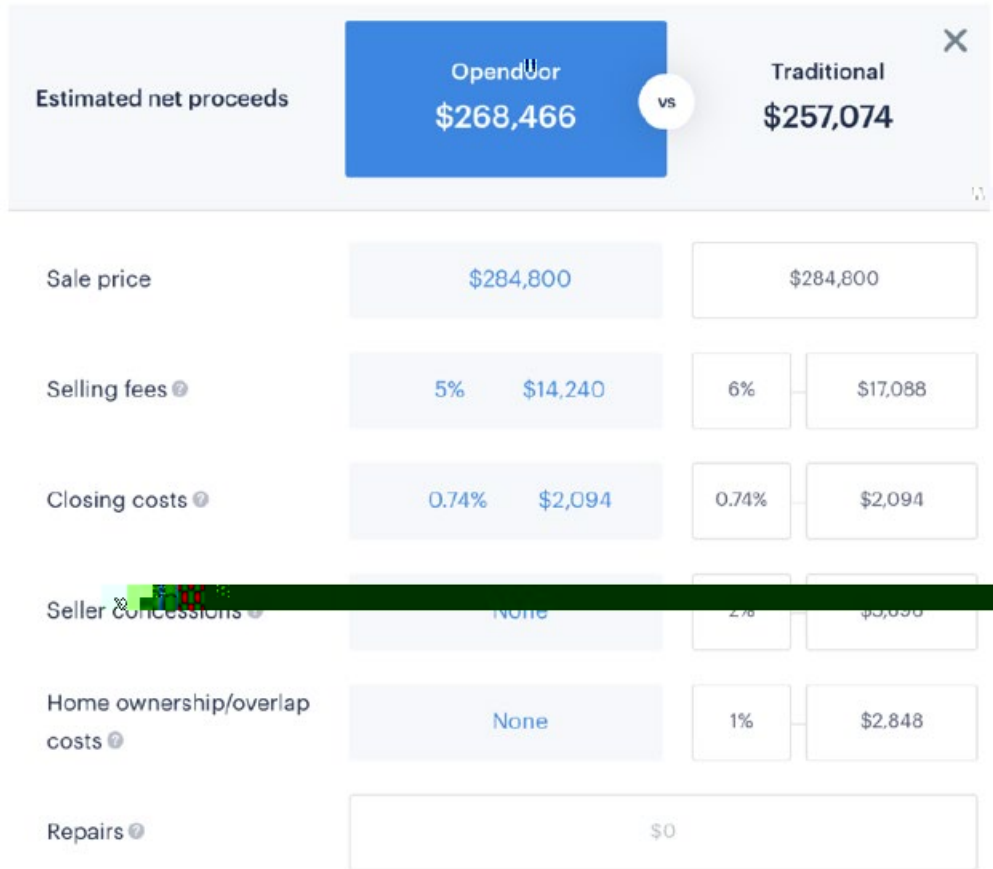 Opendoor
Traditional
Estimated net proceeds
$268,466
vs
$257,074
Sale price
$284,800
$284,800
Selling fees
5%
$14,240
6%
$17,088
Closing costs
0.74%
$2,094
0.74%
$2,094
Seller concessions
None
Home ownership/overlap
costs
None
1%
$2,848
Repairs
$0